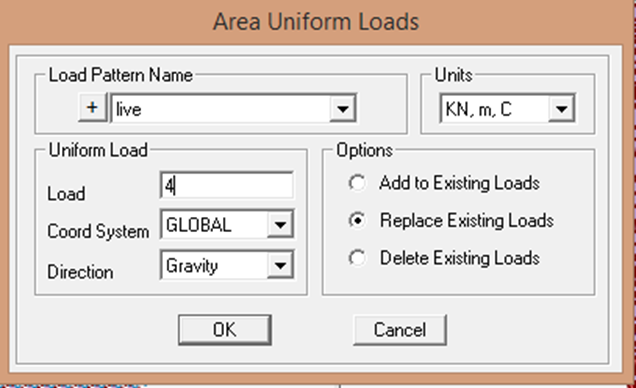 Area Uniform Loads
Load Pattern Name
+ live
Units
KN, m, C
Uniform Load
Load 4
Coord System GLOBAL
Direction Gravity
Options
Add to Existing Loads
Replace Existing Loads
Delete Existing Loads
OK Cancel